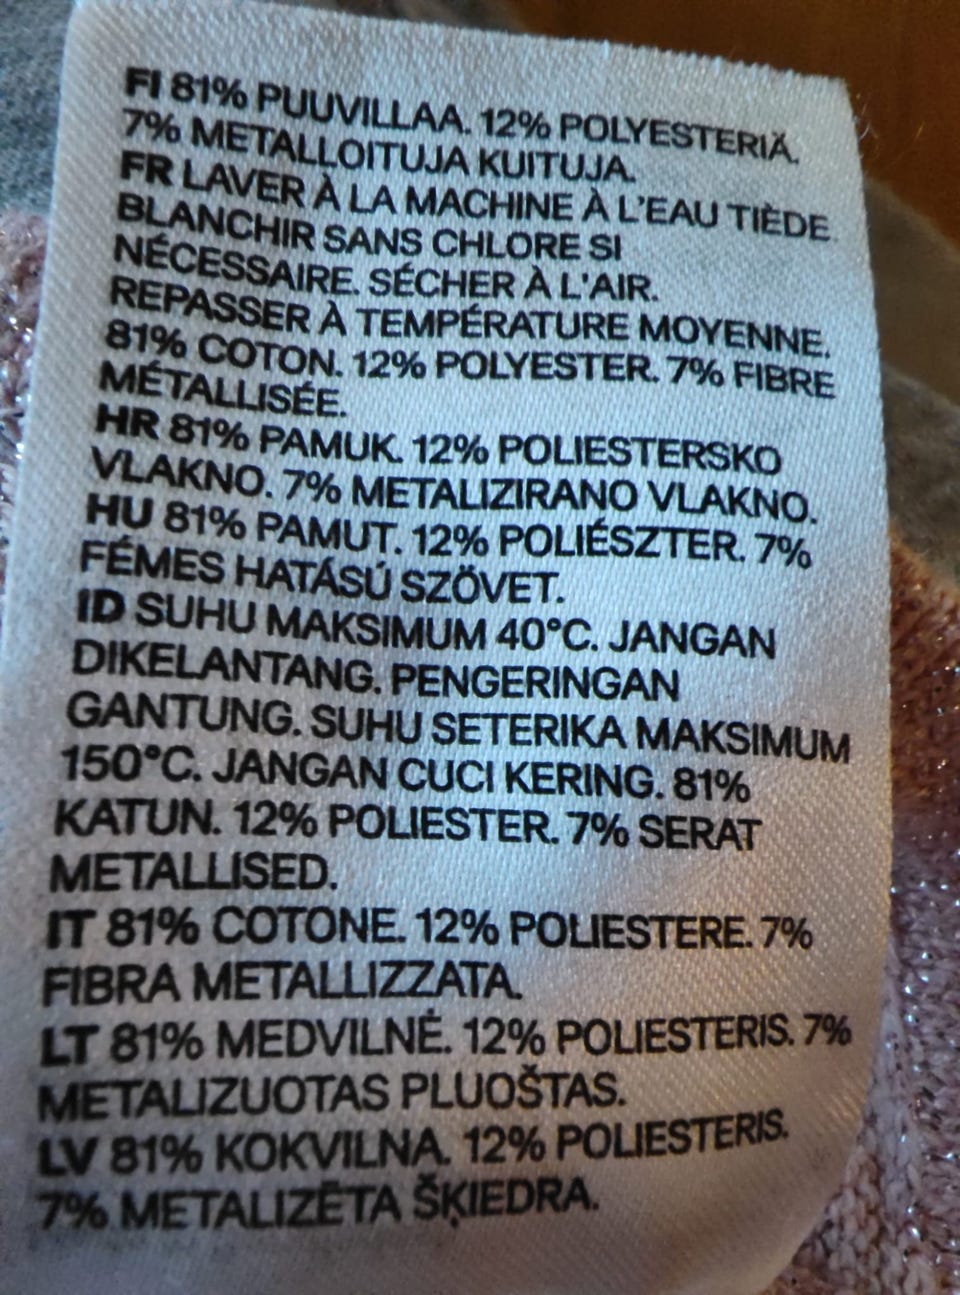 FI 81% PUUVILLAA. 12% POLYESTERIÄ.
7% METALLOITUJA KUITUJA.
FR LAVER À LA MACHINE À L'EAU TIÈDE.
BLANCHIR SANS CHLORE SI
NÉCESSAIRE. SÉCHER À L'AIR.
REPASSER À TEMPÉRATURE MOYENNE.
81% COTON. 12% POLYESTER. 7% FIBRE
MÉTALLISÉE.
HR 81% PAMUK. 12% POLIESTERSKO
VLAKNO. 7% METALIZIRANO VLAKNO.
HU 81% PAMUT. 12% POLIÉSZTER. 7%
FÉMES HATÁSÚ SZÖVET.
ID SUHU MAKSIMUM 40°C. JANGAN
DIKELANTANG. PENGERINGAN
GANTUNG. SUHU SETERIKA MAKSIMUM
150°C. JANGAN CUCI KERING. 81%
KATUN. 12% POLIESTER. 7% SERAT
METALLISED.
IT 81% COTONE. 12% POLIESTERE. 7%
FIBRA METALLIZZATA.
LT 81% MEDVILNĖ. 12% POLIESTERIS. 7%
METALIZUOTAS PLUOŠTAS.
LV 81% KOKVILNA. 12% POLIESTERIS.
7% METALIZĒTA ŠĶIEDRA.